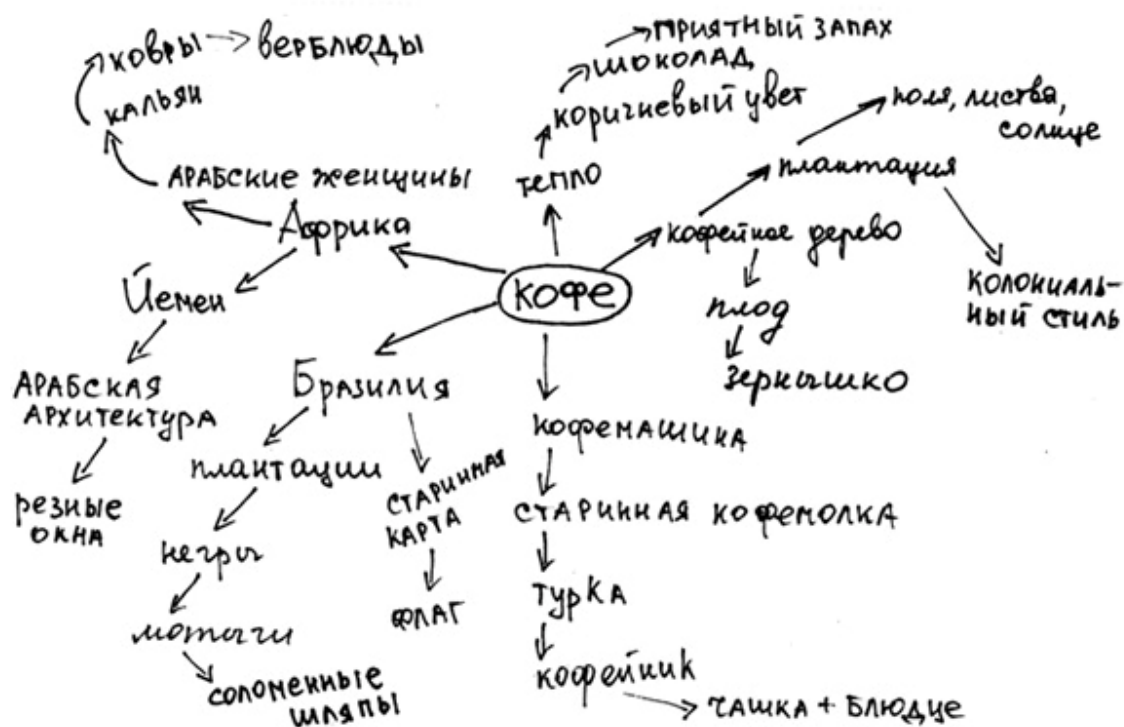 ковры
верблюды
кальян
арабские женщины
Африка
Йемен
арабская
архитектура
резные
окна
приятный запах
шоколад
коричневый цвет
тепло
поля, листва,
солнце
плантация
кофейное дерево
колониаль-
ный стиль
плод
зернышко
кофе
Бразилия
плантации
негры
мотыги
соломенные
шляпы
старинная
карта
флаг
кофемашина
старинная кофемолка
турка
кофейник
чашка + блюдце